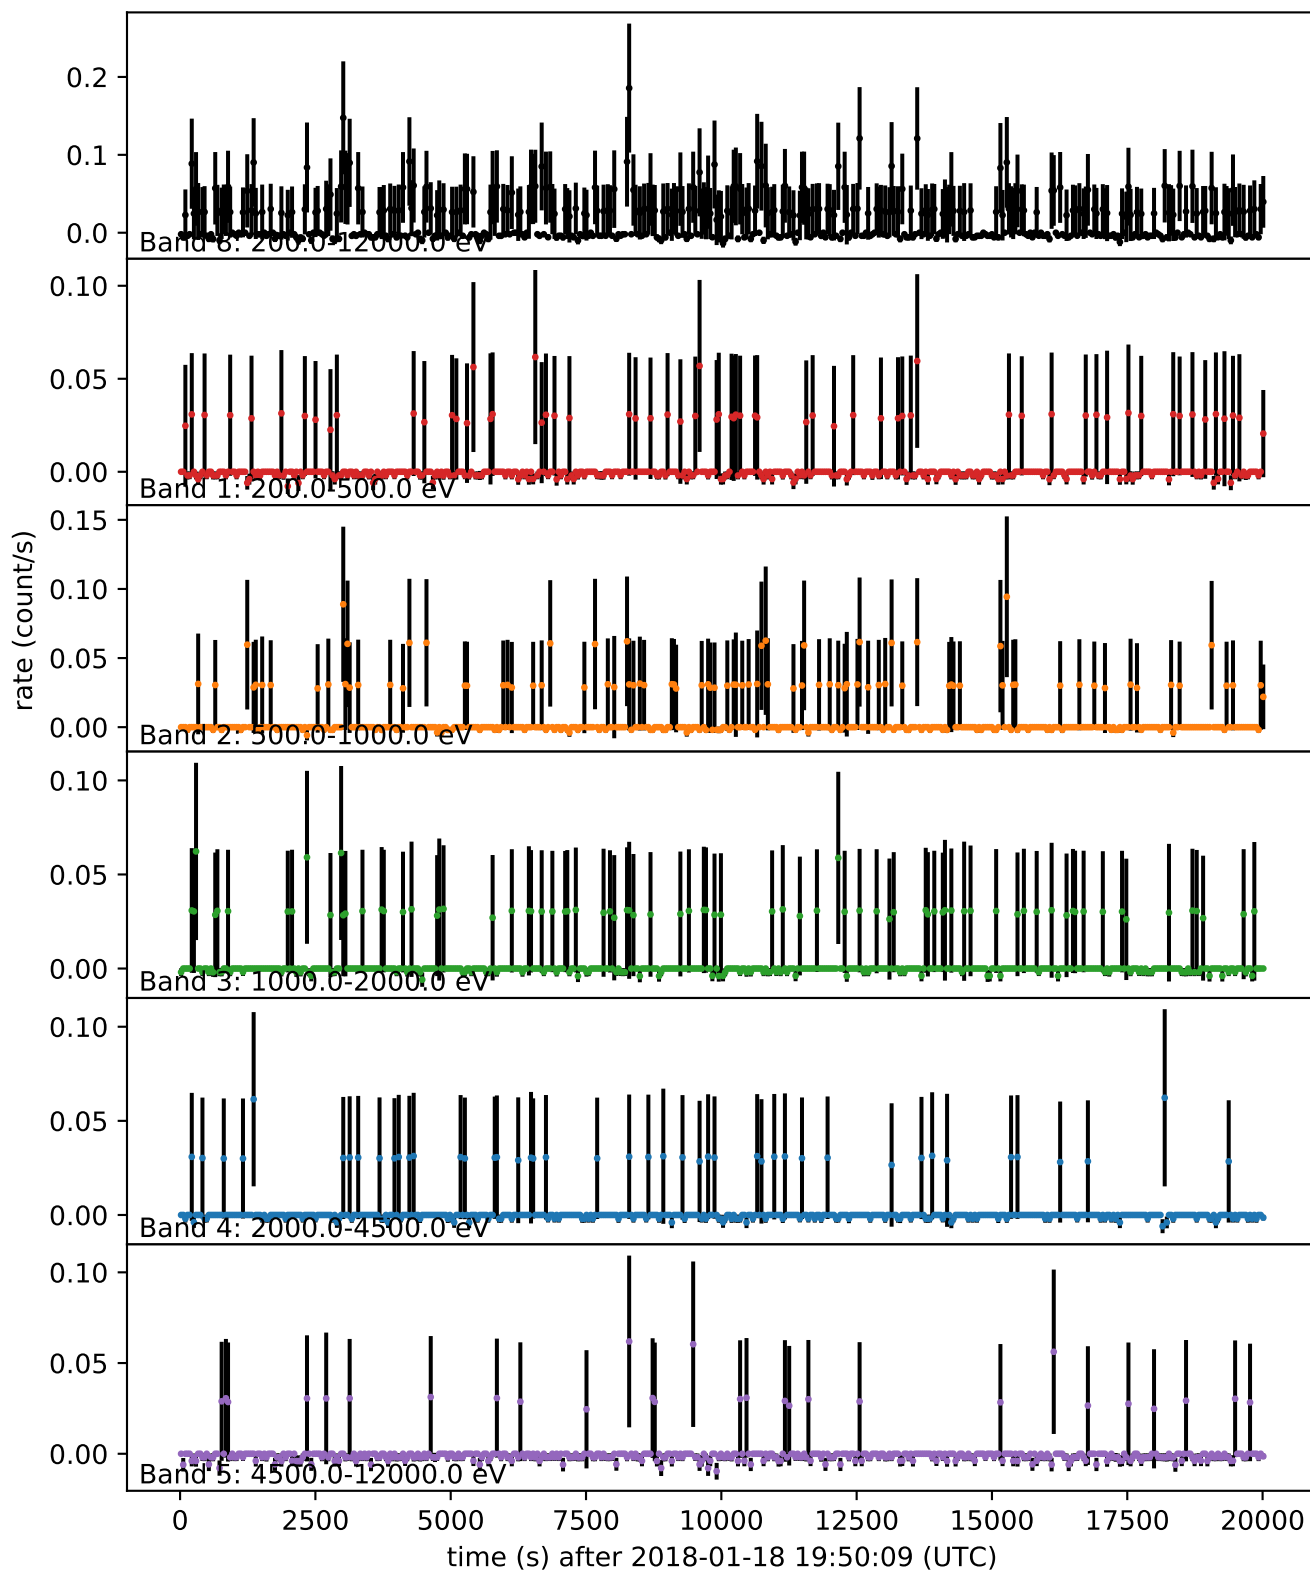 0.2
0.1
0.0
Band 8: 200.0-12000.0 eV
0.10
0.05
0.00
Band 1: 200.0-500.0 eV
rate (count/s)
0.15
0.10
0.05
0.00
Band 2: 500.0-1000.0 eV
0.10
0.05
0.00
Band 3: 1000.0-2000.0 eV
0.10
0.05
0.00
Band 4: 2000.0-4500.0 eV
0.10
0.05
0.00
Band 5: 4500.0-12000.0 eV
0 2500 5000 7500 10000 12500 15000 17500 20000
time (s) after 2018-01-18 19:50:09 (UTC)